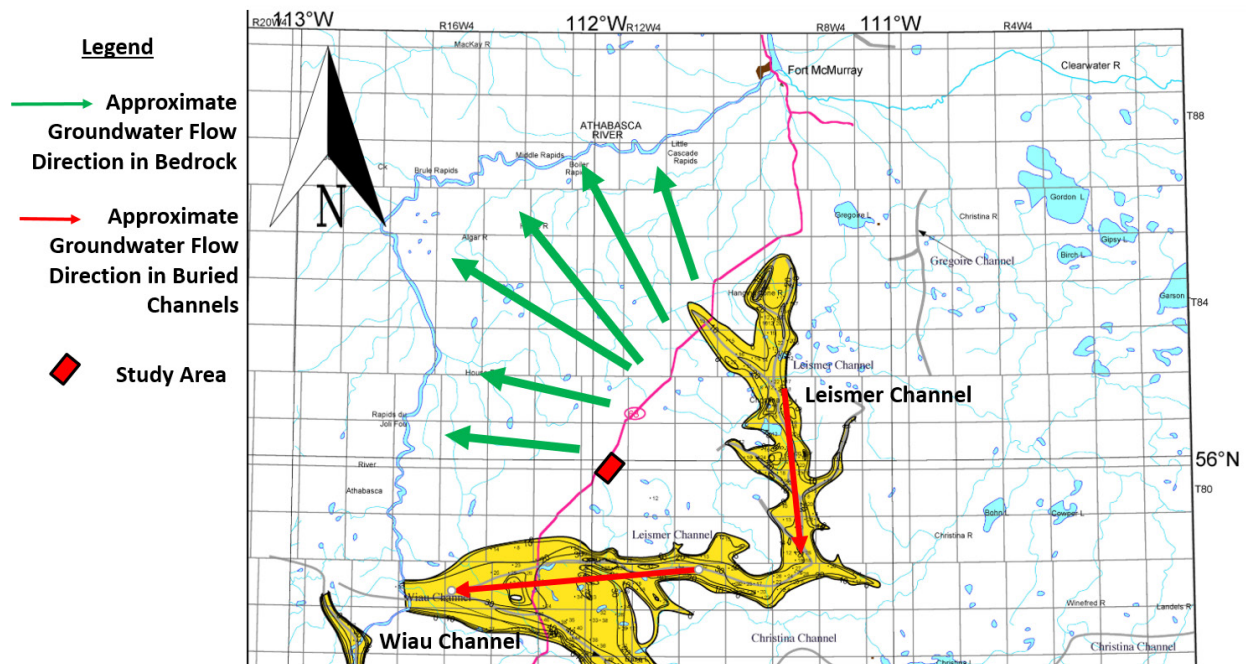 113°W
112°W
111°W
R20W4
R16W4
R12W4
R8W4
R4W4
Legend
Approximate
Groundwater Flow
Direction in Bedrock
Approximate
Groundwater Flow
Direction in Buried
Channels
Study Area
N
MacKay R
Fort McMurray
Clearwater R
T88
ATHABASCA
RIVER
Little
Cascade
Rapids
Middle Rapids
Boiler
Brule Rapids
Ck
Gordon L
Gregoire L
Christina R
Gipsy L
Algar R
R
Gregoire Channel
Birch L
Garson
T84
Leismer Channel
Leismer Channel
63
Rapids du
River
56°N
T80
Athabasca
Bohn L
Cowper L
Leismer Channel
Christina R
Wiau Channel
Winefred R
Landels R
Wiau Channel
Christina Channel
Christina Channel